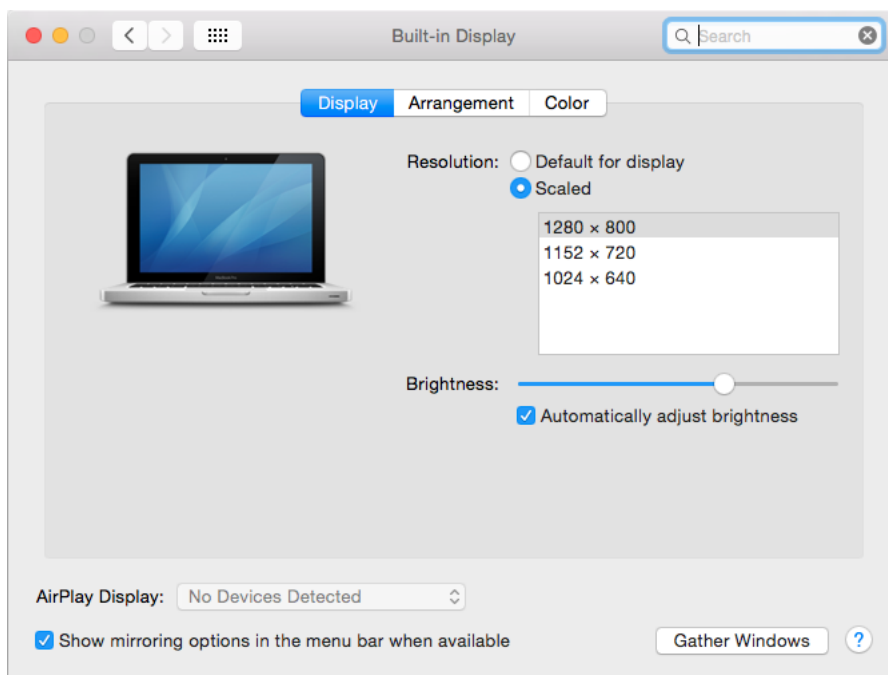 Built-in Display
Search
Display
Arrangement
Color
Resolution:
Default for display
Scaled
1280 × 800
1152 × 720
1024 × 640
Brightness:
Automatically adjust brightness
AirPlay Display:
No Devices Detected
Show mirroring options in the menu bar when available
Gather Windows
?